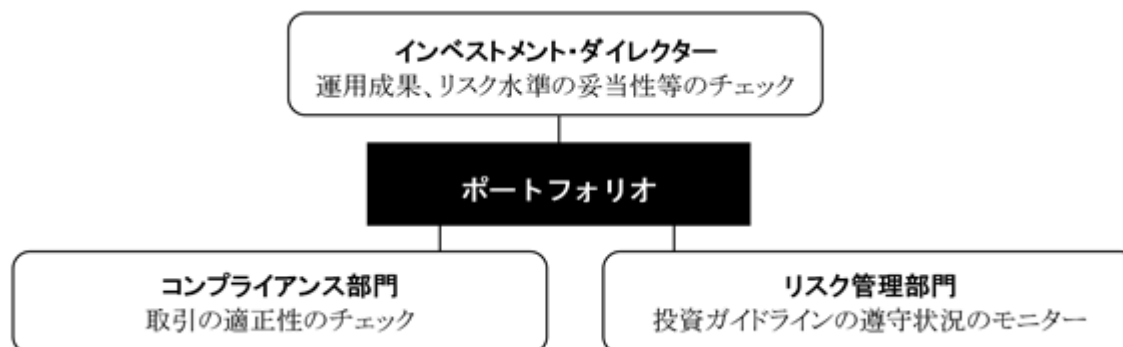 インベストメント・ダイレクター
運用成果、リスク水準の妥当性等のチェック
ポートフォリオ
コンプライアンス部門
取引の適正性のチェック
リスク管理部門
投資ガイドラインの遵守状況のモニター